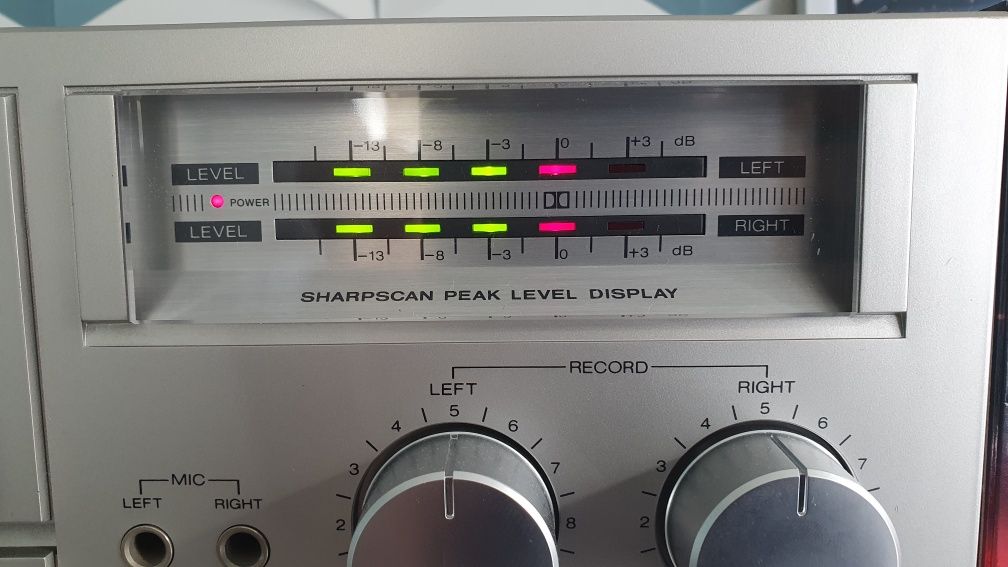 -13 -8 -3 0 +3 dB
LEVEL LEFT
POWER
LEVEL RIGHT
-13 -8 -3 0 +3 dB
SHARPSCAN PEAK LEVEL DISPLAY
RECORD
LEFT RIGHT
4 5 6 4 5 6
3 7 3 7
2 8 2
MIC
LEFT RIGHT